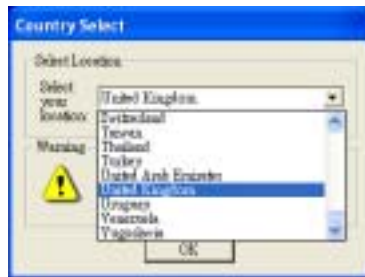 Country Select
Select Location
Select
your
location:
United Kingdom
Switzerland
Taiwan
Thailand
Turkey
United Arab Emirates
United Kingdom
Uruguay
Venezuela
Yugoslavia
Warning
OK